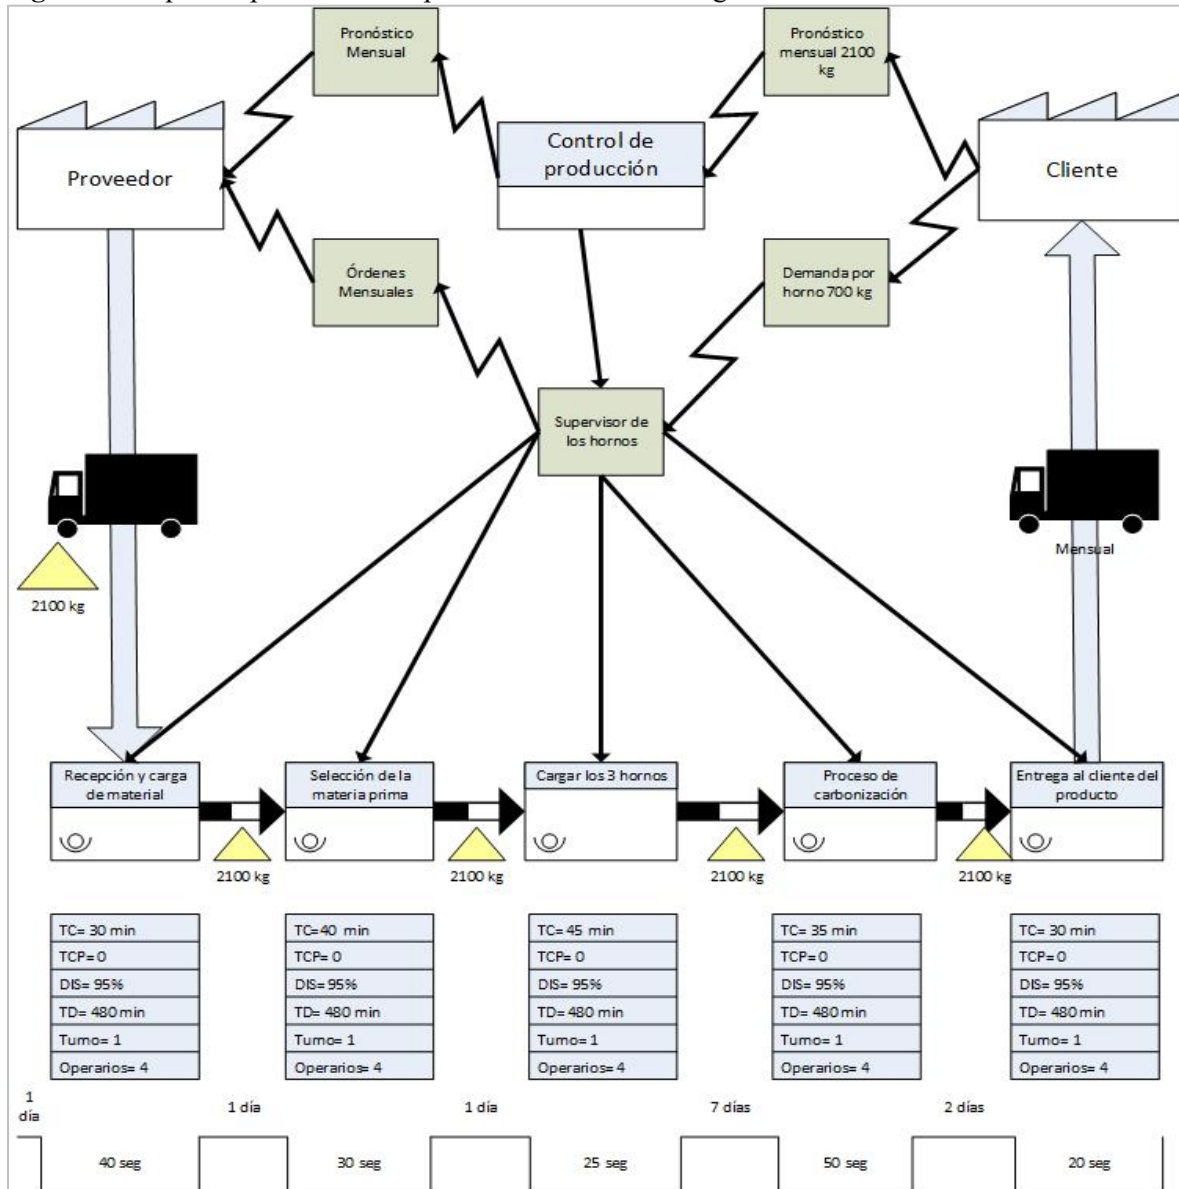 Pronóstico
Mensual
Pronóstico
mensual 2100
kg
Control de
producción
Proveedor
Cliente
Órdenes
Mensuales
Demanda por
horno 700 kg
Supervisor de
los hornos
Mensual
2100 kg
Recepción y carga
de material
Selección de la
materia prima
Cargar los 3 hornos
Proceso de
carbonización
Entrega al cliente del
producto
2100 kg
2100 kg
2100 kg
2100 kg
TC= 30 min
TCP= 0
DIS= 95%
TD= 480 min
Turno= 1
Operarios= 4
TC=40 min
TCP= 0
DIS= 95%
TD= 480 min
Turno= 1
Operarios= 4
TC= 45 min
TCP= 0
DIS= 95%
TD= 480 min
Turno= 1
Operarios= 4
TC= 35 min
TCP= 0
DIS= 95%
TD= 480 min
Turno= 1
Operarios= 4
TC= 30 min
TCP= 0
DIS= 95%
TD= 480 min
Turno= 1
Operarios= 4
1
día
1 día
1 día
7 días
2 días
40 seg
30 seg
25 seg
50 seg
20 seg